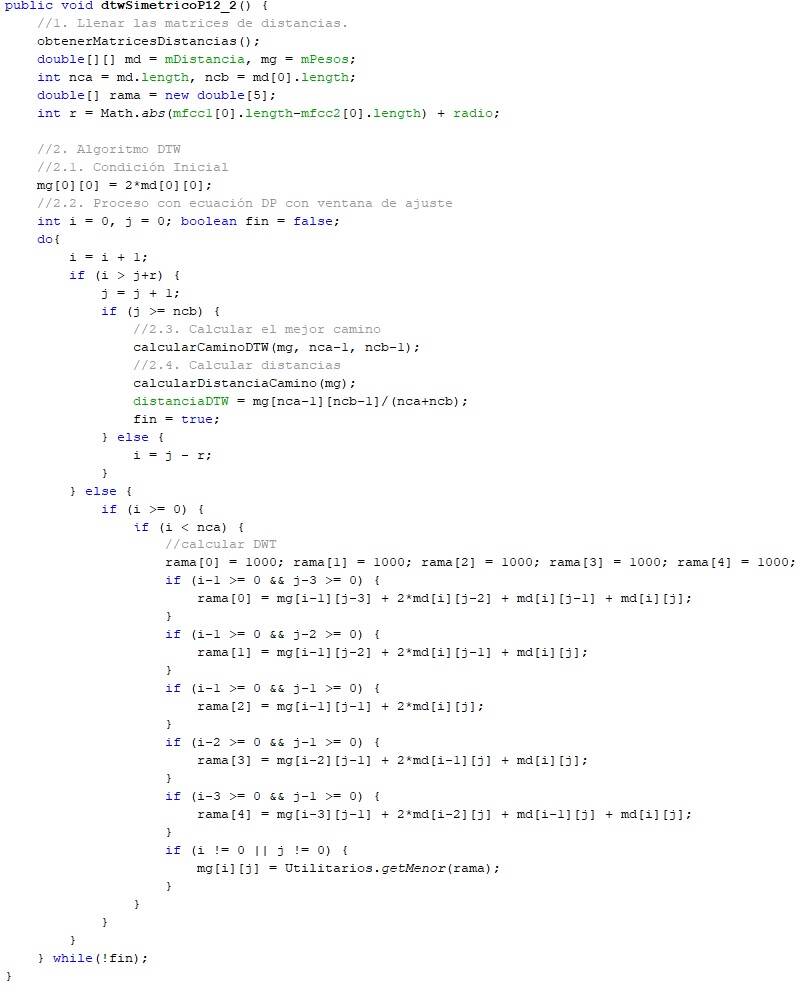 public void dtwSimetricoP12_2() {
    //1. Llenar las matrices de distancias.
    obtenerMatricesDistancias();
    double[][] md = mDistancia, mg = mPesos;
    int nca = md.length, ncb = md[0].length;
    double[] rama = new double[5];
    int r = Math.abs(mfcc1[0].length-mfcc2[0].length) + radio;

    //2. Algoritmo DTW
    //2.1. Condición Inicial
    mg[0][0] = 2*md[0][0];
    //2.2. Proceso con ecuación DP con ventana de ajuste
    int i = 0, j = 0; boolean fin = false;
    do{
        i = i + 1;
        if (i > j+r) {
            j = j + 1;
            if (j >= ncb) {
                //2.3. Calcular el mejor camino
                calcularCaminoDTW(mg, nca-1, ncb-1);
                //2.4. Calcular distancias
                calcularDistanciaCamino(mg);
                distanciaDTW = mg[nca-1][ncb-1]/(nca+ncb);
                fin = true;
            } else {
                i = j - r;
            }
        } else {
            if (i >= 0) {
                if (i < nca) {
                    //calcular DWT
                    rama[0] = 1000; rama[1] = 1000; rama[2] = 1000; rama[3] = 1000; rama[4] = 1000;
                    if (i-1 >= 0 && j-3 >= 0) {
                        rama[0] = mg[i-1][j-3] + 2*md[i][j-2] + md[i][j-1] + md[i][j];
                    }
                    if (i-1 >= 0 && j-2 >= 0) {
                        rama[1] = mg[i-1][j-2] + 2*md[i][j-1] + md[i][j];
                    }
                    if (i-1 >= 0 && j-1 >= 0) {
                        rama[2] = mg[i-1][j-1] + 2*md[i][j];
                    }
                    if (i-2 >= 0 && j-1 >= 0) {
                        rama[3] = mg[i-2][j-1] + 2*md[i-1][j] + md[i][j];
                    }
                    if (i-3 >= 0 && j-1 >= 0) {
                        rama[4] = mg[i-3][j-1] + 2*md[i-2][j] + md[i-1][j] + md[i][j];
                    }
                    if (i != 0 || j != 0) {
                        mg[i][j] = Utilitarios.getMenor(rama);
                    }
                }
            }
        }
    } while(!fin);
}